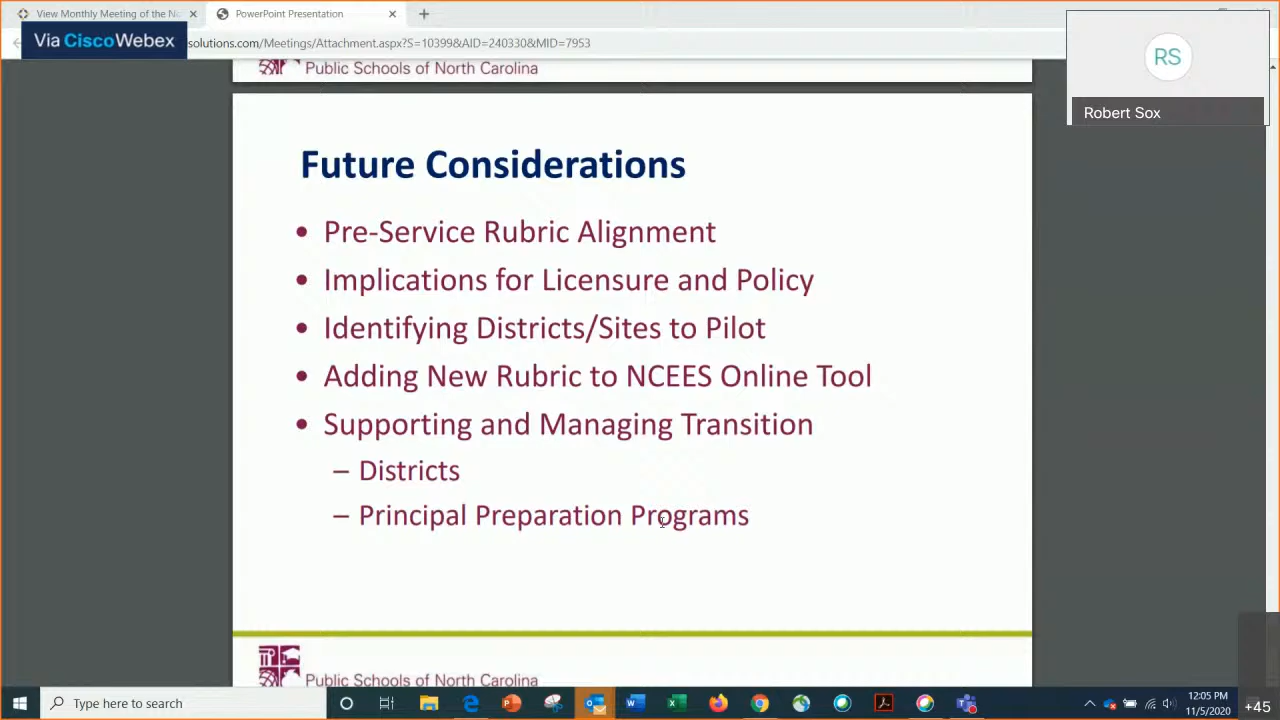 View Monthly Meeting of the
PowerPoint Presentation
Via CiscoWebex
solutions.com/Meetings/Attachment.aspx?S=10399&AID=240330&MID=7953
RS
Robert Sox
Public Schools of North Carolina
Future Considerations
• Pre-Service Rubric Alignment
• Implications for Licensure and Policy
• Identifying Districts/Sites to Pilot
• Adding New Rubric to NCEES Online Tool
• Supporting and Managing Transition
– Districts
– Principal Preparation Programs
Public Schools of North Carolina
Type here to search
12:05 PM
11/5/2020
+45